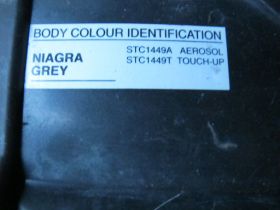 BODY COLOUR IDENTIFICATION
NIAGRA GREY
STC1449A AEROSOL
STC1449T TOUCH-UP